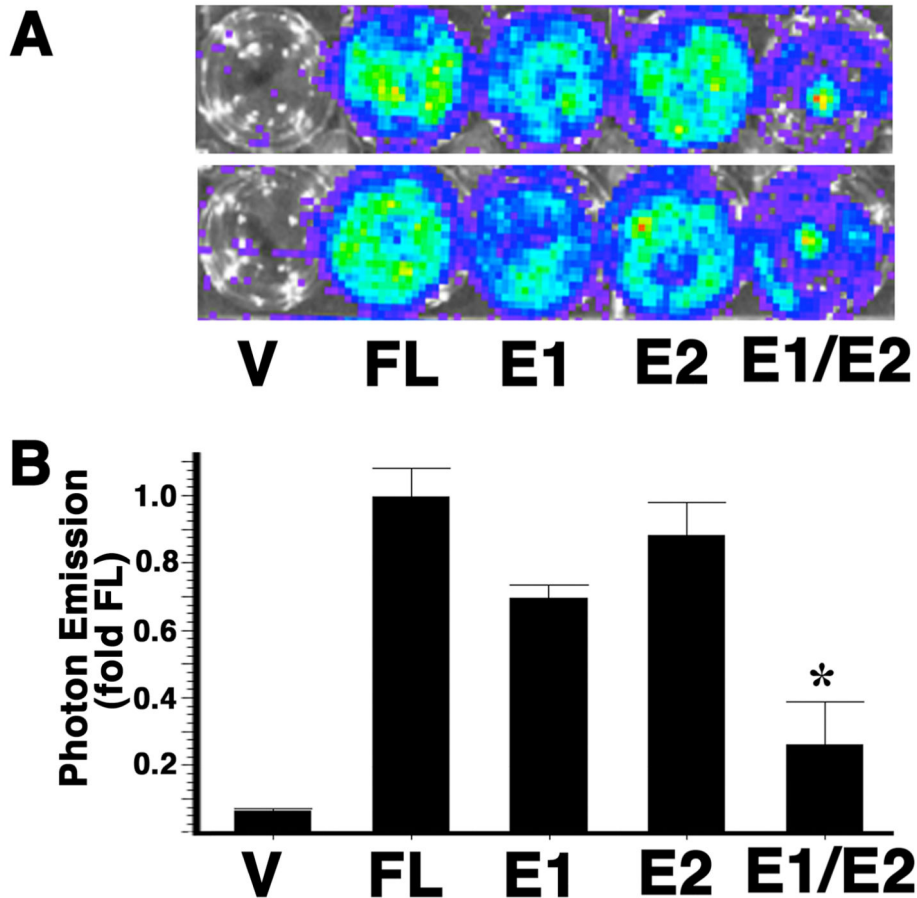 A
V FL E1 E2 E1/E2
B
Photon Emission
(fold FL)
1.0
0.8
0.6
0.4
0.2
*
V FL E1 E2 E1/E2